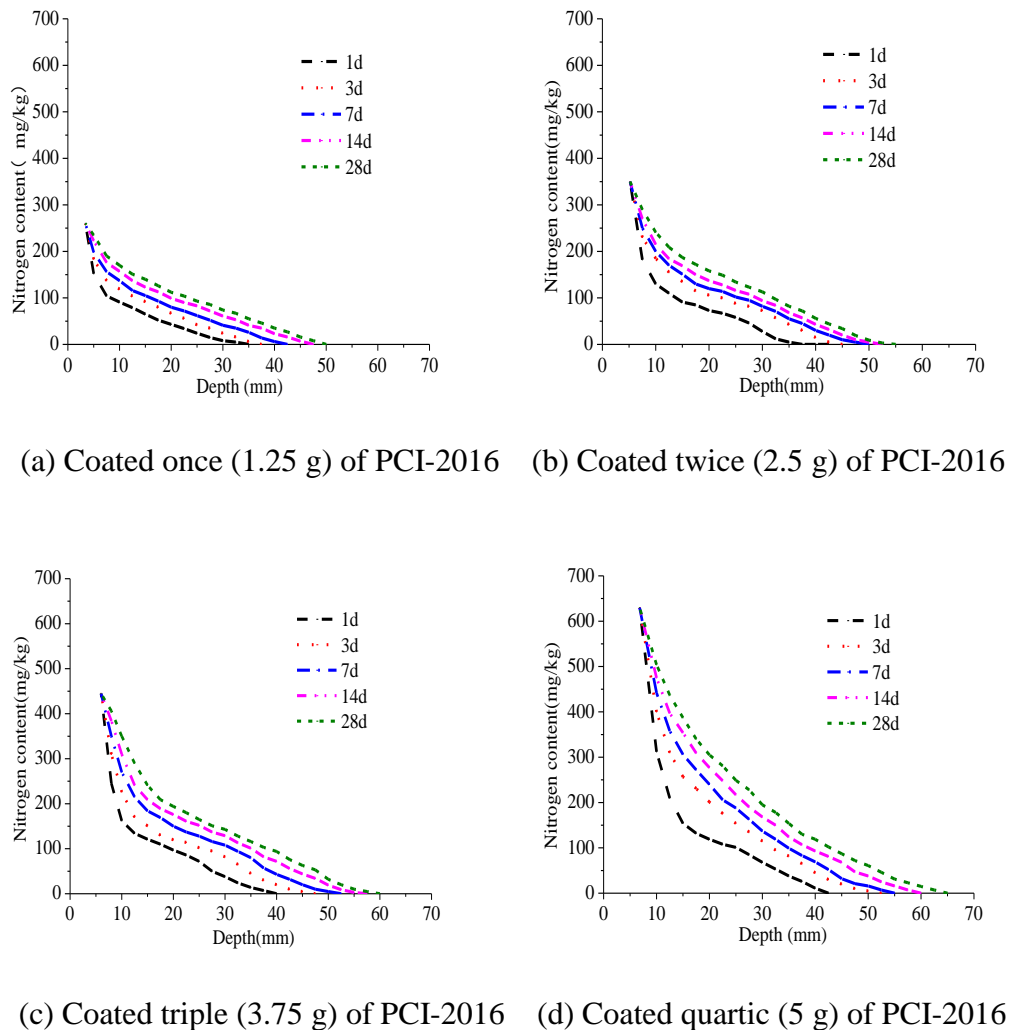 700
600
500
400
300
200
100
0
Nitrogen content( mg/kg)
1d
3d
7d
14d
28d
0 10 20 30 40 50 60 70
Depth (mm)
700
600
500
400
300
200
100
0
Nitrogen content(mg/kg)
1d
3d
7d
14d
28d
0 10 20 30 40 50 60 70
Depth (mm)
(a) Coated once (1.25 g) of PCI-2016
(b) Coated twice (2.5 g) of PCI-2016
700
600
500
400
300
200
100
0
Nitrogen content(mg/kg)
1d
3d
7d
14d
28d
0 10 20 30 40 50 60 70
Depth(mm)
700
600
500
400
300
200
100
0
Nitrogen content(mg/kg)
1d
3d
7d
14d
28d
0 10 20 30 40 50 60 70
Depth (mm)
(c) Coated triple (3.75 g) of PCI-2016
(d) Coated quartic (5 g) of PCI-2016